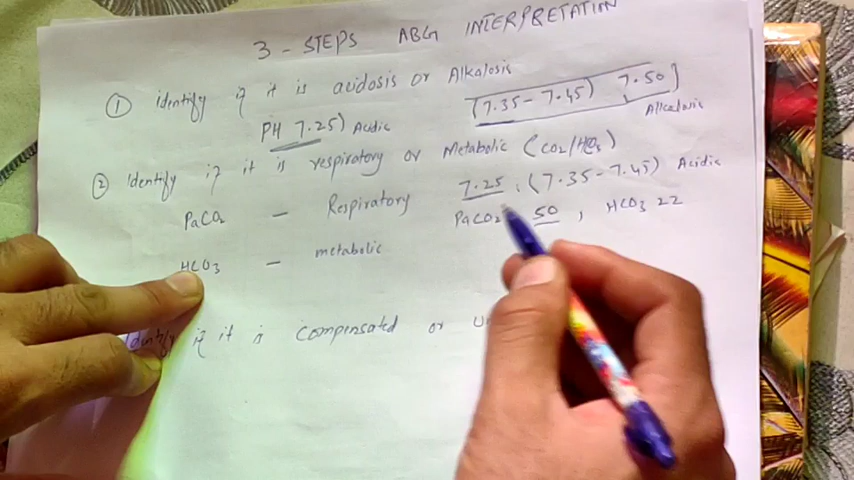 3 - STEPS ABG INTERPRETATION
① identify if it is acidosis or Alkalosis
(7.35 - 7.45) 7.50)
PH 7.25) Acidic
Alkalosis
② Identify if it is respiratory or Metabolic (CO2/HCO3)
7.25, (7.35 - 7.45) Acidic
PaCO2 - Respiratory
PaCO2 50, HCO3 22
HCO3 - metabolic
if it is compensated or